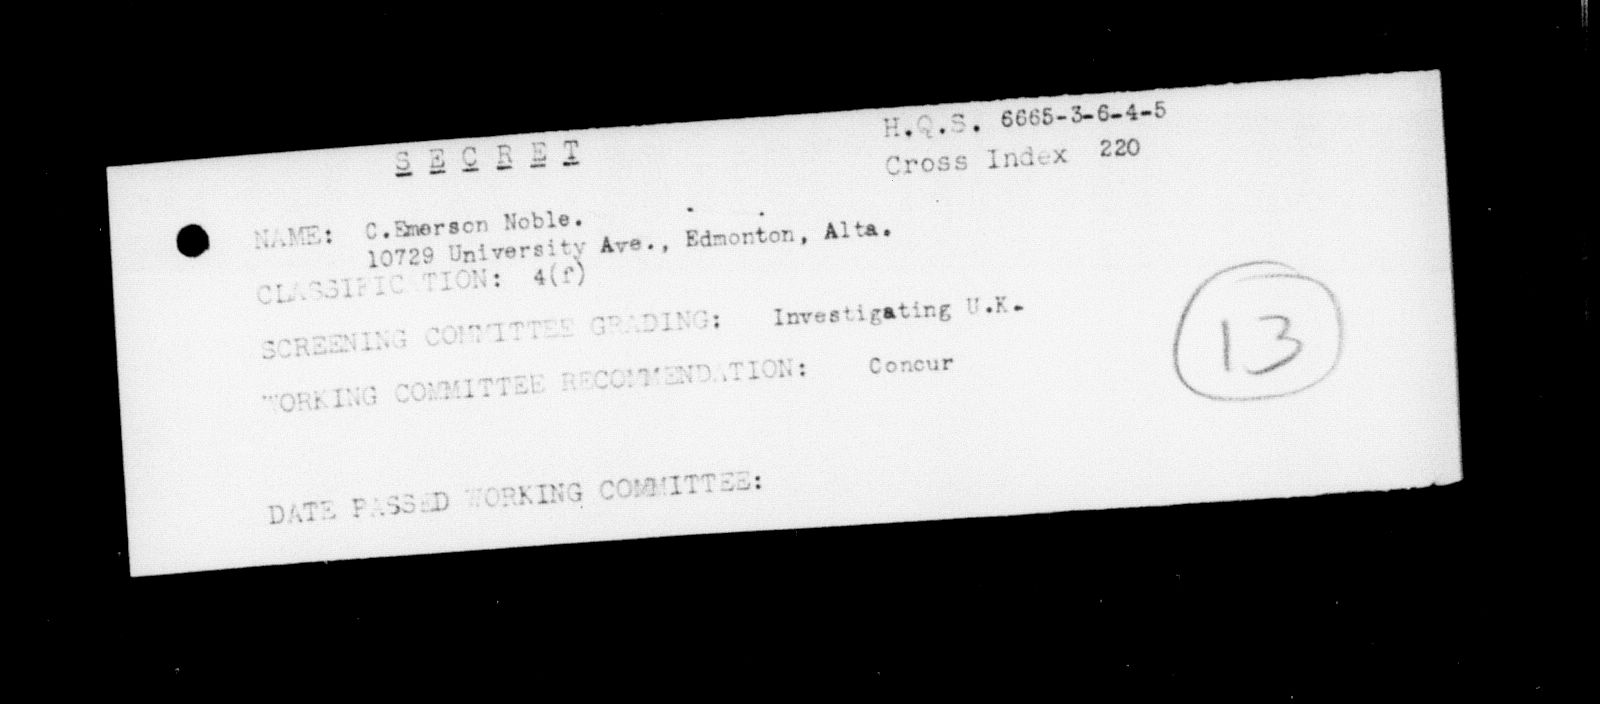 S E C R E T
H.Q.S. 6665-3-6-4-5
Cross Index 220
NAME: C.Emerson Noble.
10729 University Ave., Edmonton, Alta.
CLASSIFICATION: 4(f)
SCREENING COMMITTEE GRADING: Investigating U.K.
WORKING COMMITTEE RECOMMENDATION: Concur
13
DATE PASSED WORKING COMMITTEE: